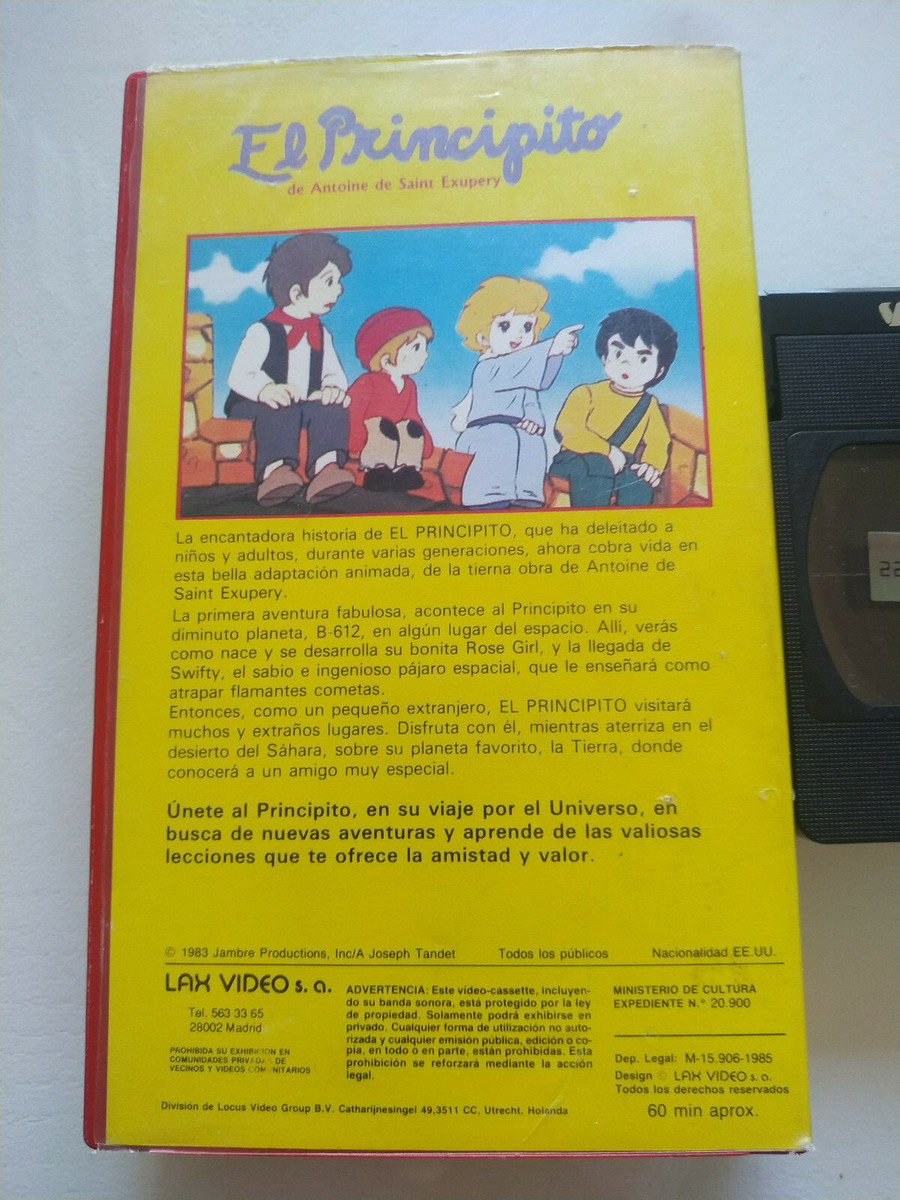 El Principito
de Antoine de Saint Exupery
La encantadora historia de EL PRINCIPITO, que ha deleitado a
niños y adultos, durante varias generaciones, ahora cobra vida en
esta bella adaptación animada, de la tierna obra de Antoine de
Saint Exupery.
La primera aventura fabulosa, acontece al Principito en su
diminuto planeta, B-612, en algún lugar del espacio. Alli, verás
como nace y se desarrolla su bonita Rose Girl, y la llegada de
Swifty, el sabio e ingenioso pájaro espacial, que le enseñará como
atrapar flamantes cometas.
Entonces, como un pequeño extranjero, EL PRINCIPITO visitará
muchos y extraños lugares. Disfruta con él, mientras aterriza en el
desierto del Sáhara, sobre su planeta favorito, la Tierra, donde
conocerá a un amigo muy especial.
Únete al Principito, en su viaje por el Universo, en
busca de nuevas aventuras y aprende de las valiosas
lecciones que te ofrece la amistad y valor.
© 1983 Jambre Productions, Inc/A Joseph Tandet Todos los públicos Nacionalidad EE.UU.
LAX VIDEO s. a.
Tel. 563 33 65
28002 Madrid
PROHIBIDA SU EXHIBICION EN
COMUNIDADES PRIVADAS DE
VECINOS Y VIDEOS COMUNITARIOS
ADVERTENCIA: Este vídeo-cassette, incluyen-
do su banda sonora, está protegido por la ley
de propiedad. Solamente podrá exhibirse en
privado. Cualquier forma de utilización no auto-
rizada y cualquier emisión pública, edición o co-
pia, en todo o en parte, están prohibidas. Esta
prohibición se reforzará mediante la acción
legal.
MINISTERIO DE CULTURA
EXPEDIENTE N.° 20.900
Dep. Legal: M-15.906-1985
Design © LAX VIDEO s. a.
Todos los derechos reservados
60 min aprox.
División de Locus Video Group B.V. Catharijnesingel 49,3511 CC, Utrecht. Holanda